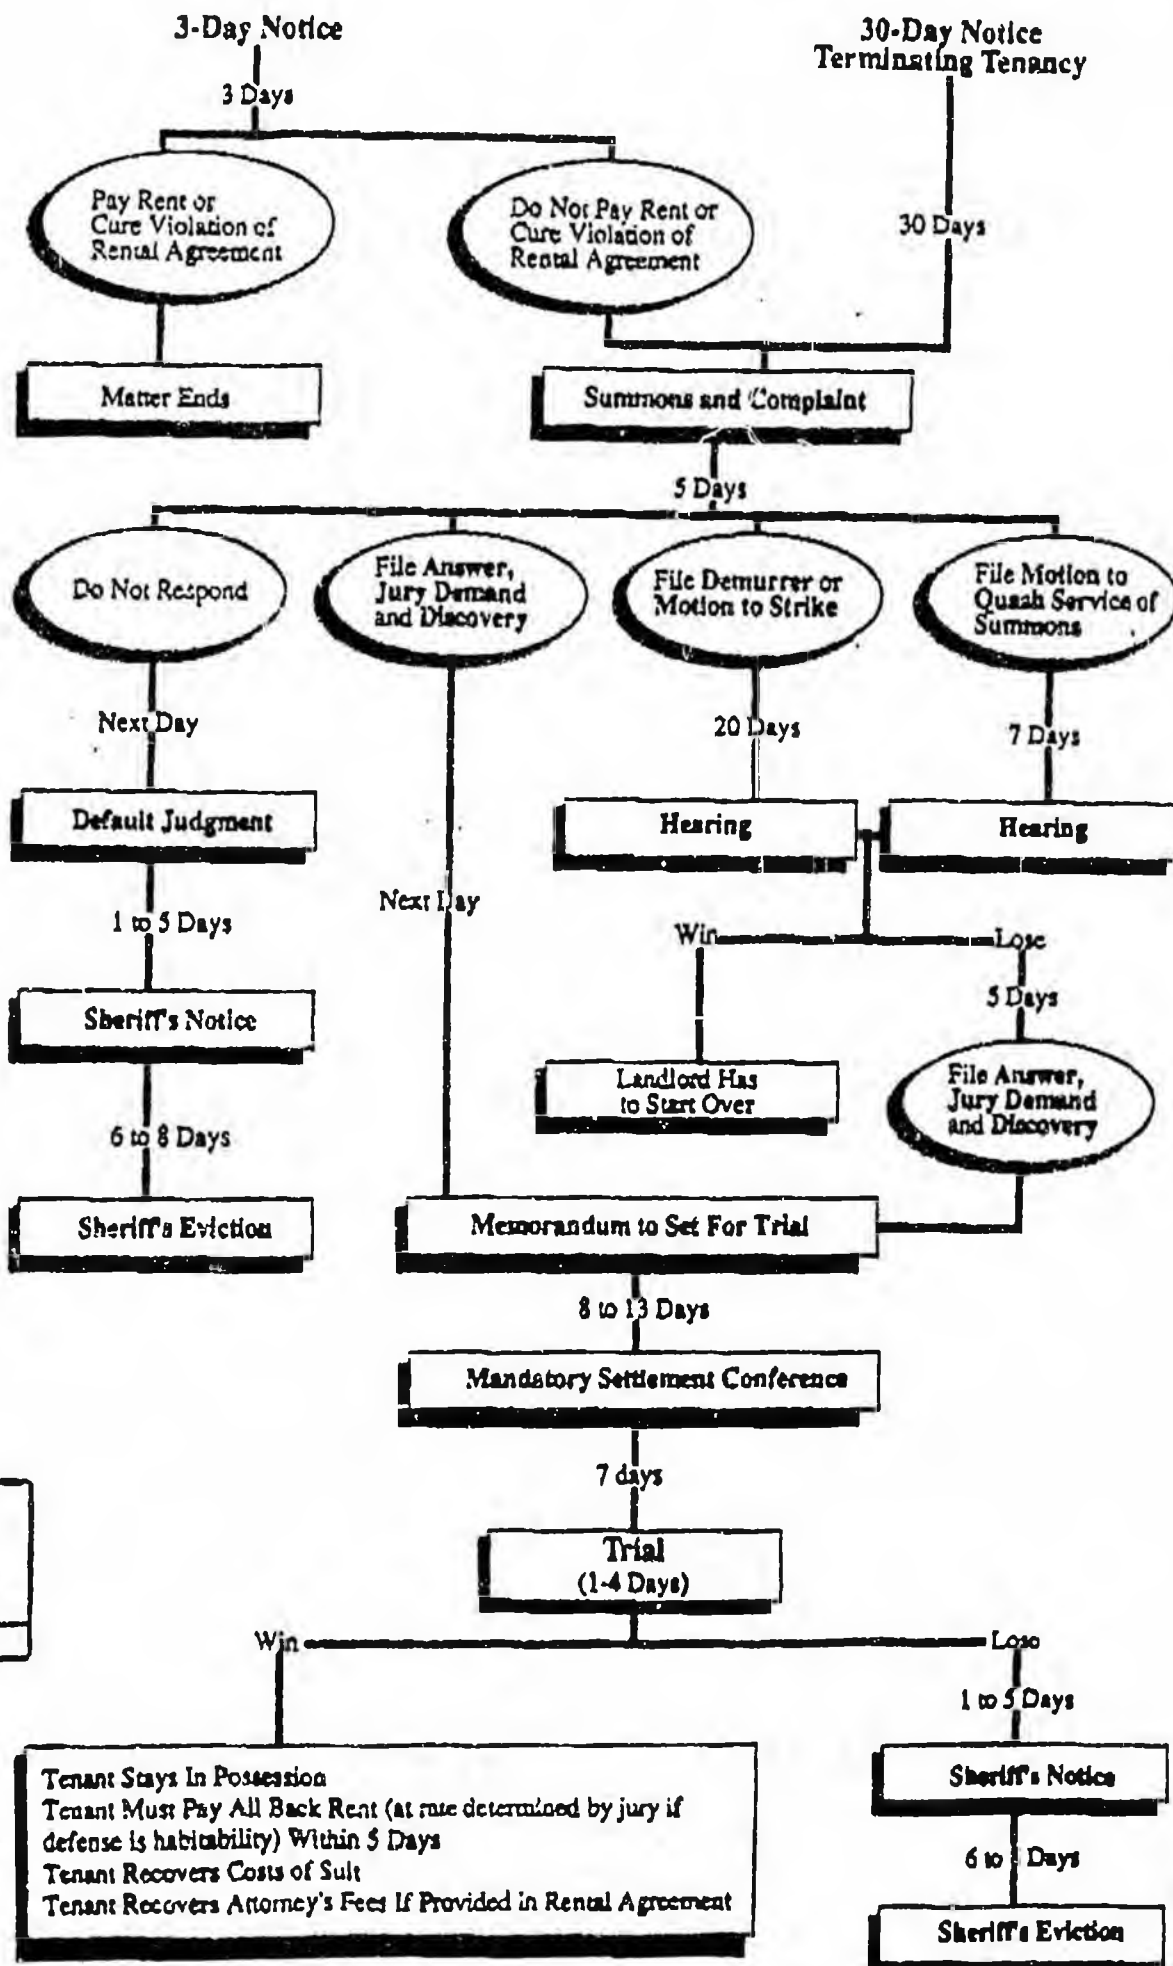 3-Day Notice
30-Day Notice
Terminating Tenancy
3 Days
30 Days
Pay Rent or
Cure Violation of
Rental Agreement
Do Not Pay Rent or
Cure Violation of
Rental Agreement
Matter Ends
Summons and Complaint
5 Days
Do Not Respond
File Answer,
Jury Demand
and Discovery
File Demurrer or
Motion to Strike
File Motion to
Quash Service of
Summons
Next Day
20 Days
7 Days
Default Judgment
Hearing
Hearing
Next Day
1 to 5 Days
Win
Lose
5 Days
Sheriff's Notice
Landlord Has
to Start Over
File Answer,
Jury Demand
and Discovery
6 to 8 Days
Sheriff's Eviction
Memorandum to Set For Trial
8 to 13 Days
Mandatory Settlement Conference
7 days
Trial
(1-4 Days)
Win
Lose
1 to 5 Days
Tenant Stays In Possession
Tenant Must Pay All Back Rent (at rate determined by jury if
defense is habitability) Within 5 Days
Tenant Recovers Costs of Suit
Tenant Recovers Attorney's Fees If Provided in Rental Agreement
Sheriff's Notice
6 to Days
Sheriff's Eviction